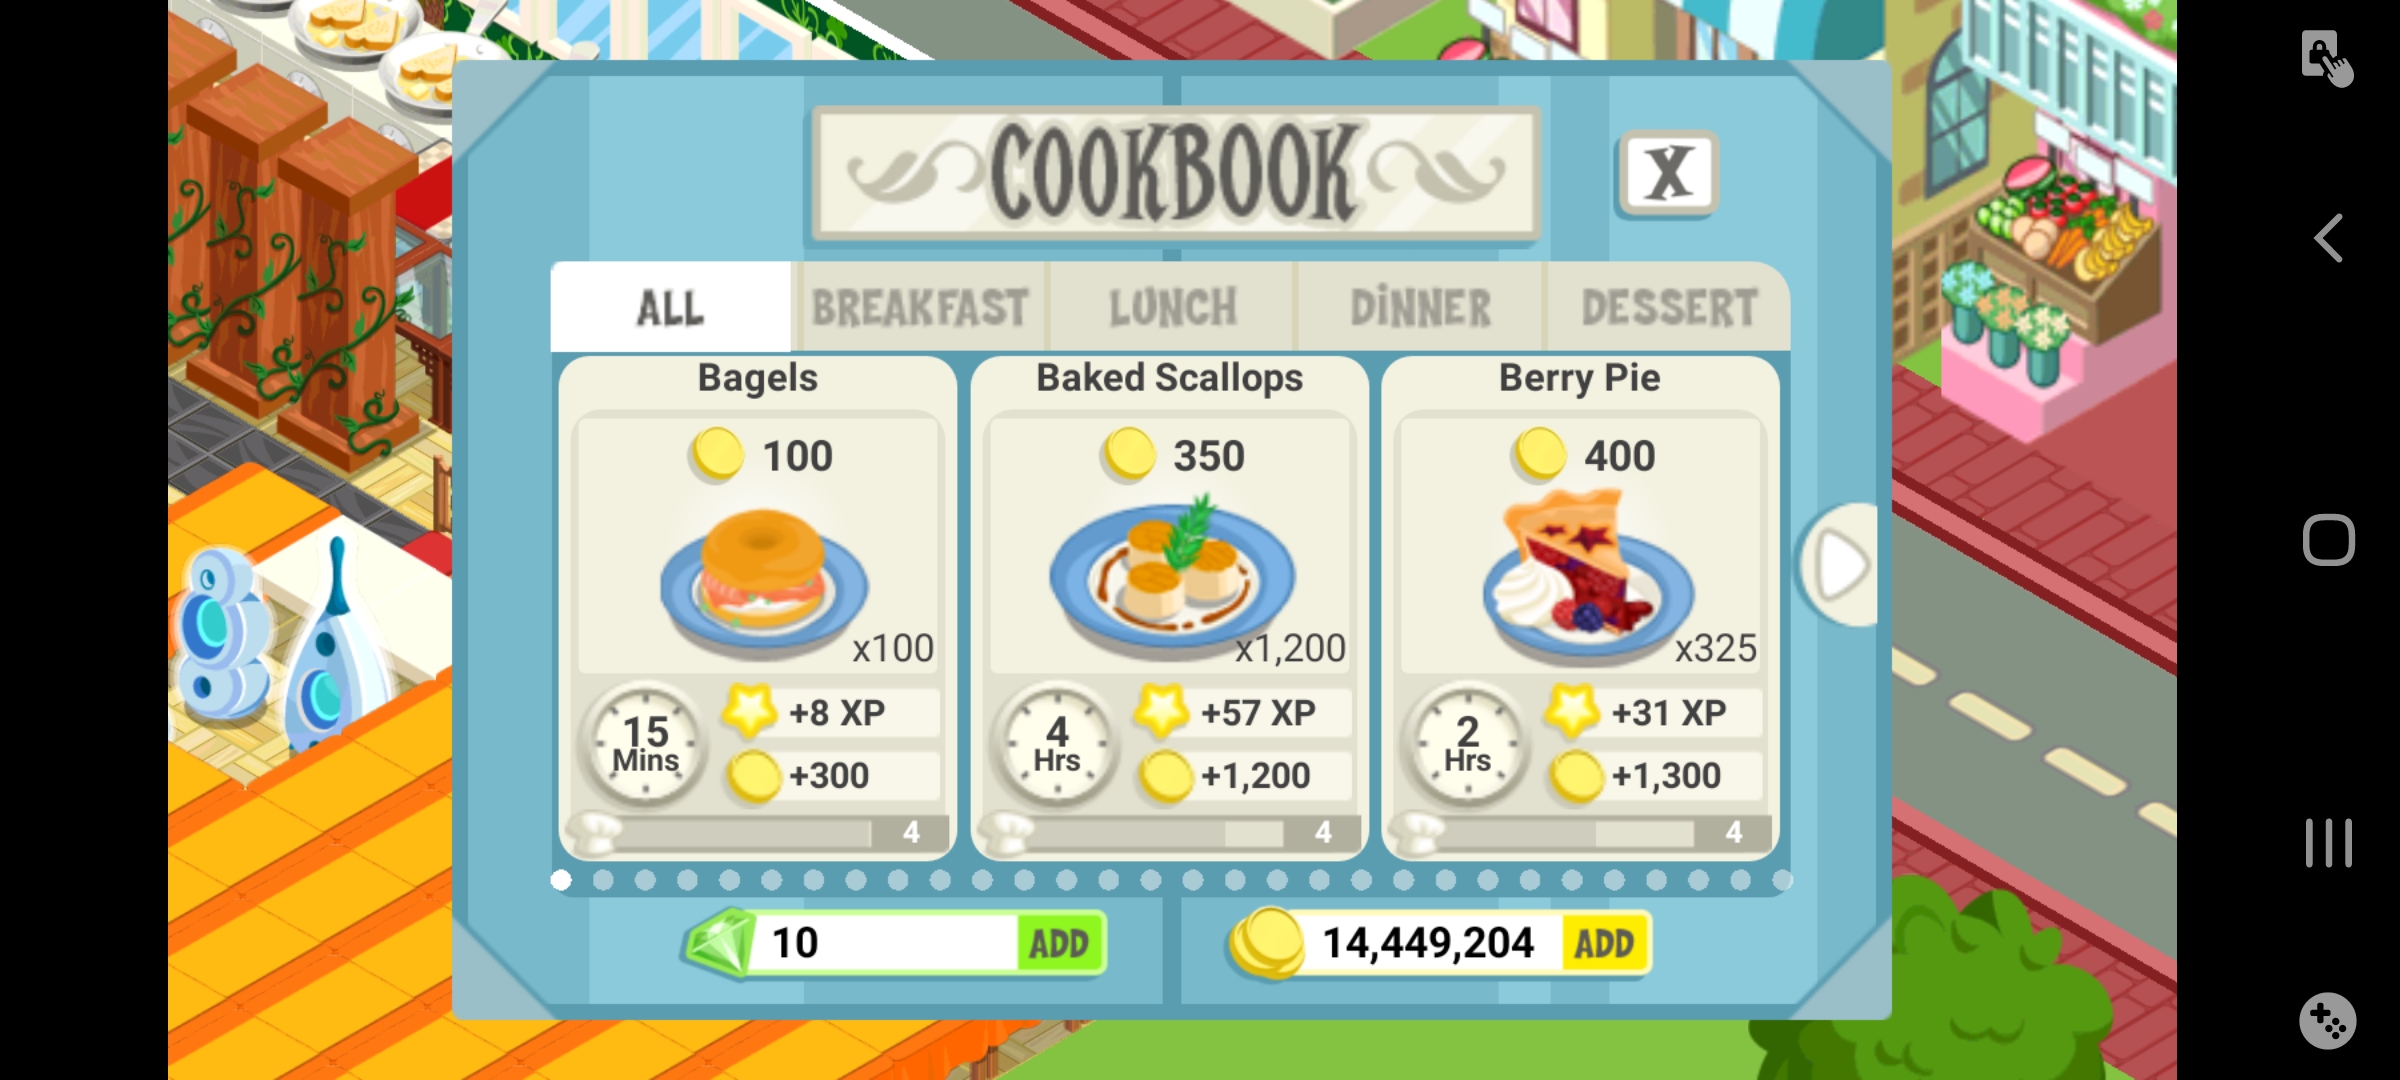 COOKBOOK
X
ALL BREAKFAST LUNCH DINNER DESSERT
Bagels
100
x100
15 Mins
+8 XP
+300
4
Baked Scallops
350
x1,200
4 Hrs
+57 XP
+1,200
4
Berry Pie
400
x325
2 Hrs
+31 XP
+1,300
4
10 ADD
14,449,204 ADD